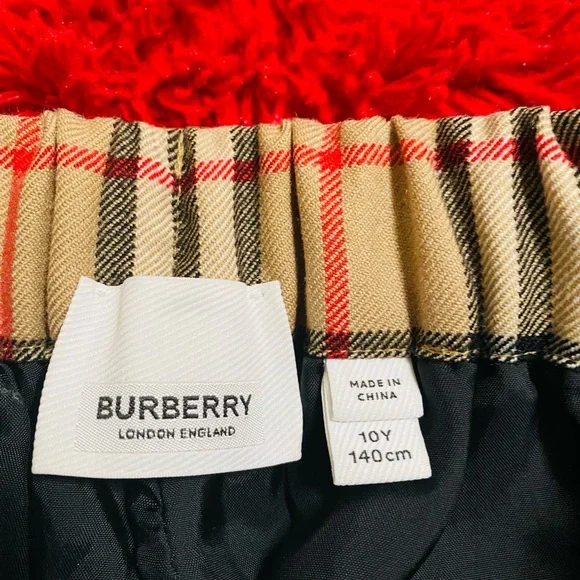 BURBERRY
LONDON ENGLAND
MADE IN
CHINA
10Y
140cm